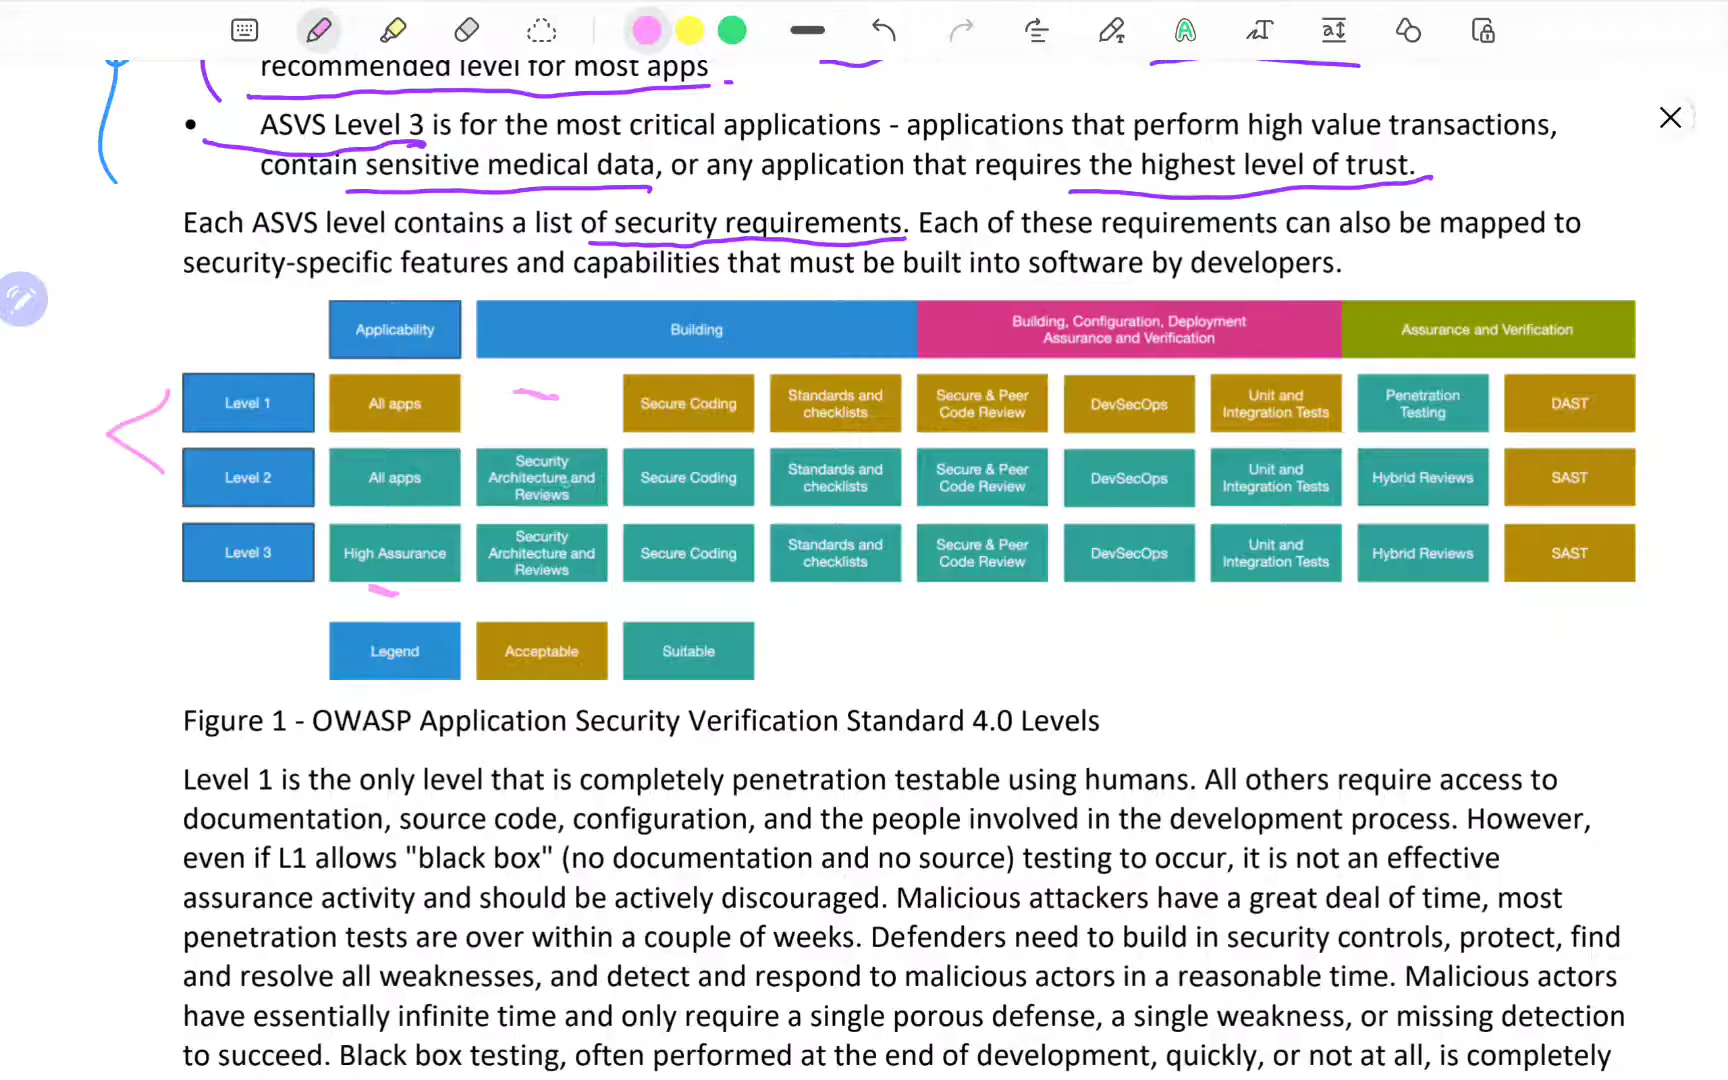 recommended level for most apps
• ASVS Level 3 is for the most critical applications - applications that perform high value transactions,
contain sensitive medical data, or any application that requires the highest level of trust.
Each ASVS level contains a list of security requirements. Each of these requirements can also be mapped to
security-specific features and capabilities that must be built into software by developers.
Applicability
Building
Building, Configuration, Deployment
Assurance and Verification
Assurance and Verification
Level 1
All apps
Secure Coding
Standards and
checklists
Secure & Peer
Code Review
DevSecOps
Unit and
Integration Tests
Penetration
Testing
DAST
Level 2
All apps
Security
Architecture and
Reviews
Secure Coding
Standards and
checklists
Secure & Peer
Code Review
DevSecOps
Unit and
Integration Tests
Hybrid Reviews
SAST
Level 3
High Assurance
Security
Architecture and
Reviews
Secure Coding
Standards and
checklists
Secure & Peer
Code Review
DevSecOps
Unit and
Integration Tests
Hybrid Reviews
SAST
Legend
Acceptable
Suitable
Figure 1 - OWASP Application Security Verification Standard 4.0 Levels
Level 1 is the only level that is completely penetration testable using humans. All others require access to
documentation, source code, configuration, and the people involved in the development process. However,
even if L1 allows "black box" (no documentation and no source) testing to occur, it is not an effective
assurance activity and should be actively discouraged. Malicious attackers have a great deal of time, most
penetration tests are over within a couple of weeks. Defenders need to build in security controls, protect, find
and resolve all weaknesses, and detect and respond to malicious actors in a reasonable time. Malicious actors
have essentially infinite time and only require a single porous defense, a single weakness, or missing detection
to succeed. Black box testing, often performed at the end of development, quickly, or not at all, is completely